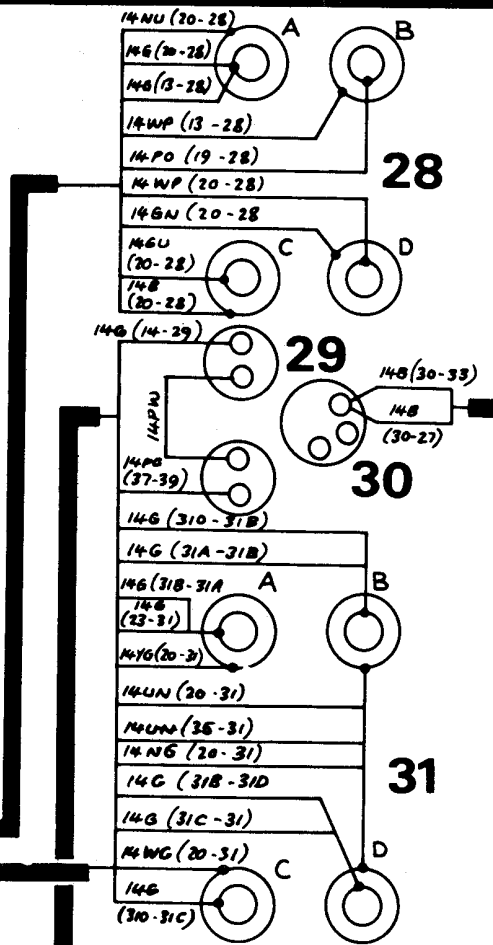 14NU (20-28)
A
B
14G (20-28)
14G (13-28)
14WP (13-28)
14PO (19-28)
28
14WP (20-28)
14GN (20-28
14GU
(20-28)
C
D
14B
(20-28)
14G (14-29)
29
14B (30-33)
14PW
14B
(30-27)
14PG
(37-39)
30
14G (31D-31B)
14G (31A-31B)
14G (31B-31A
A
B
14G
(23-31)
14YG (20-31)
14UN (20-31)
14UN (35-31)
14NG (20-31)
31
14G (31B-31D
14G (31C-31)
14WG (20-31)
C
D
14G
(31D-31C)